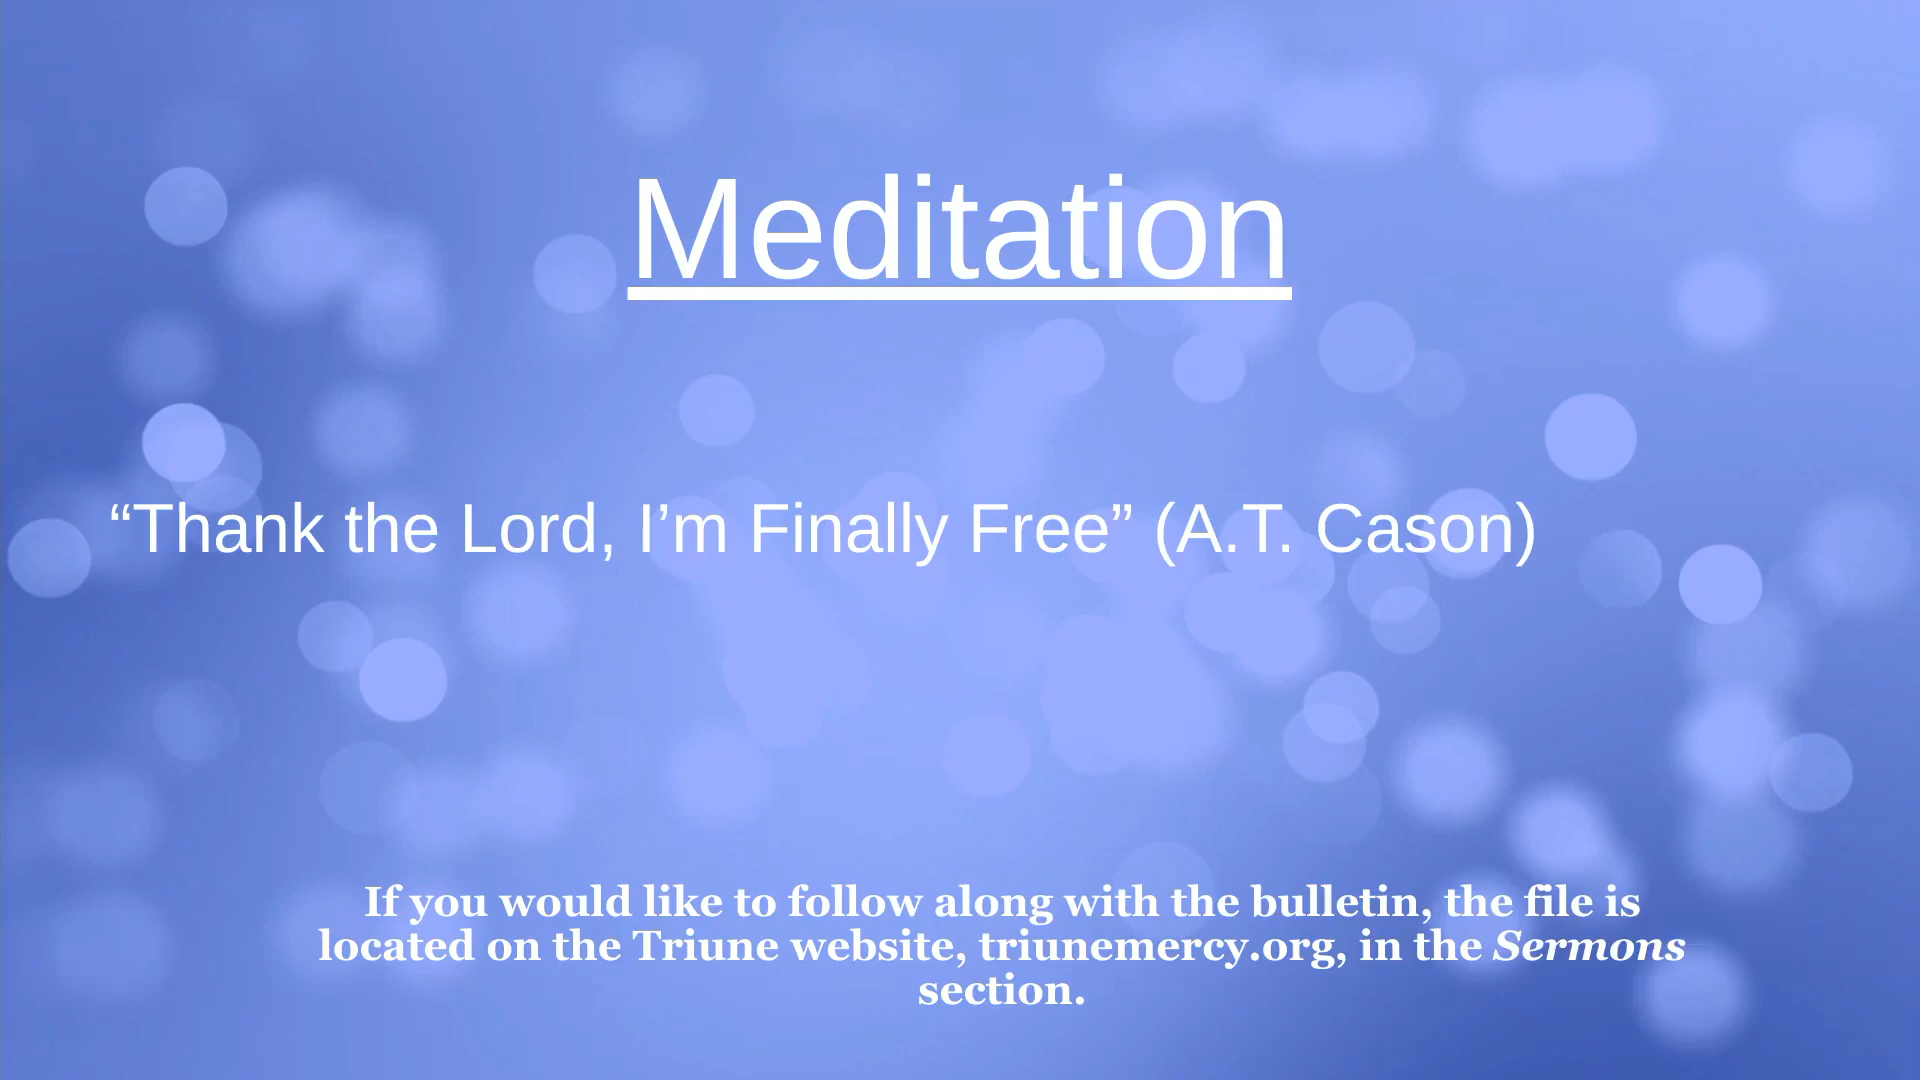 Meditation
“Thank the Lord, I’m Finally Free” (A.T. Cason)
If you would like to follow along with the bulletin, the file is
located on the Triune website, triunemercy.org, in the Sermons
section.